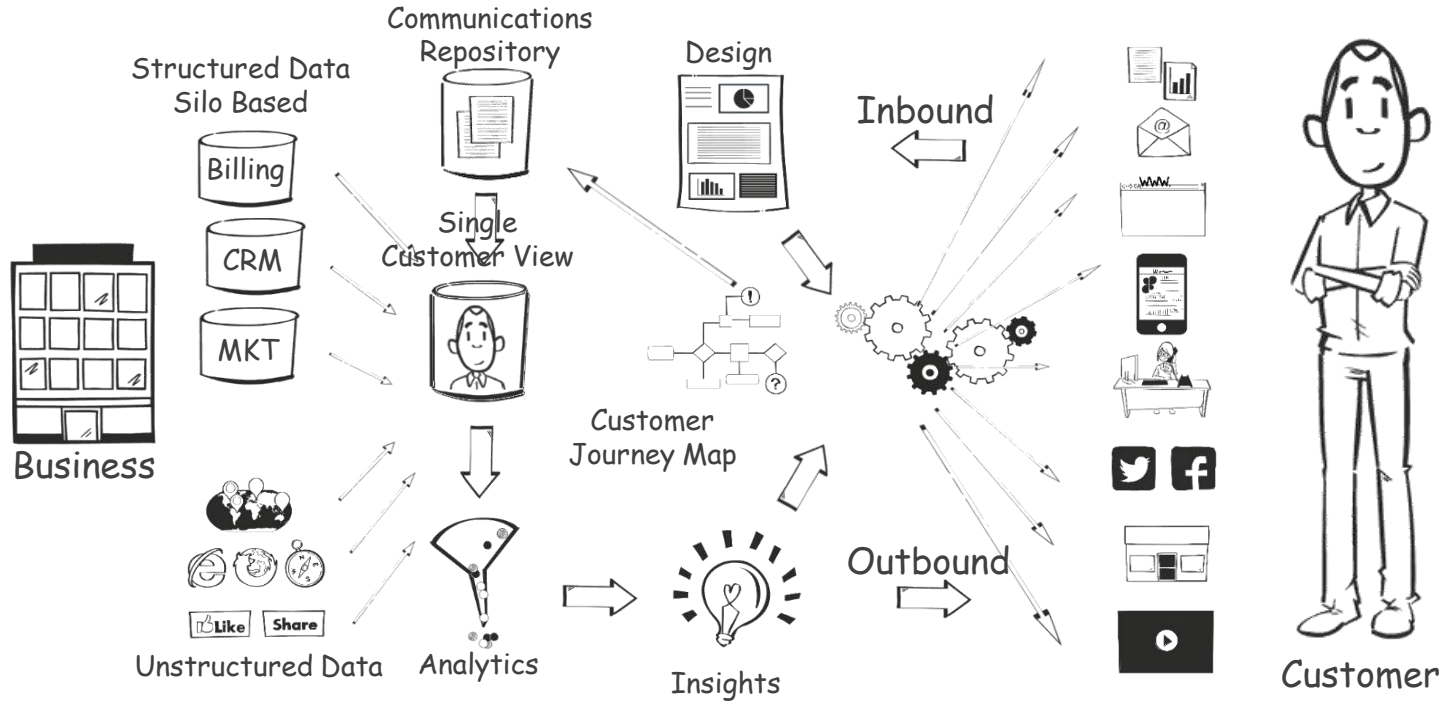 Communications
Repository
Structured Data
Silo Based
Billing
CRM
MKT
Business
Single
Customer View
Design
Inbound
@
www.
!
?
Customer
Journey Map
Like
Share
Unstructured Data
Analytics
Insights
Outbound
Customer